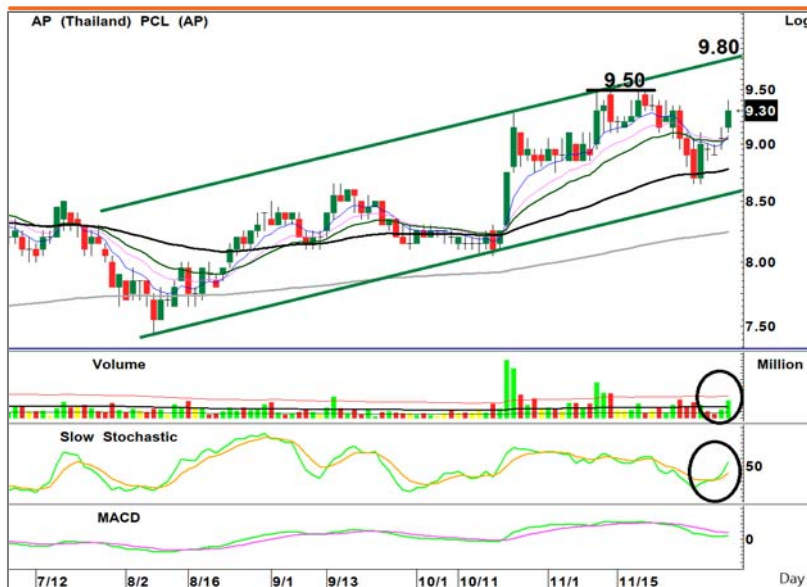 AP (Thailand) PCL (AP)
Log
9.80
9.50
9.50
9.30
9.00
8.50
8.00
7.50
Volume
Million
Slow Stochastic
50
MACD
0
7/12 8/2 8/16 9/1 9/13 10/1 10/11 11/1 11/15 Day